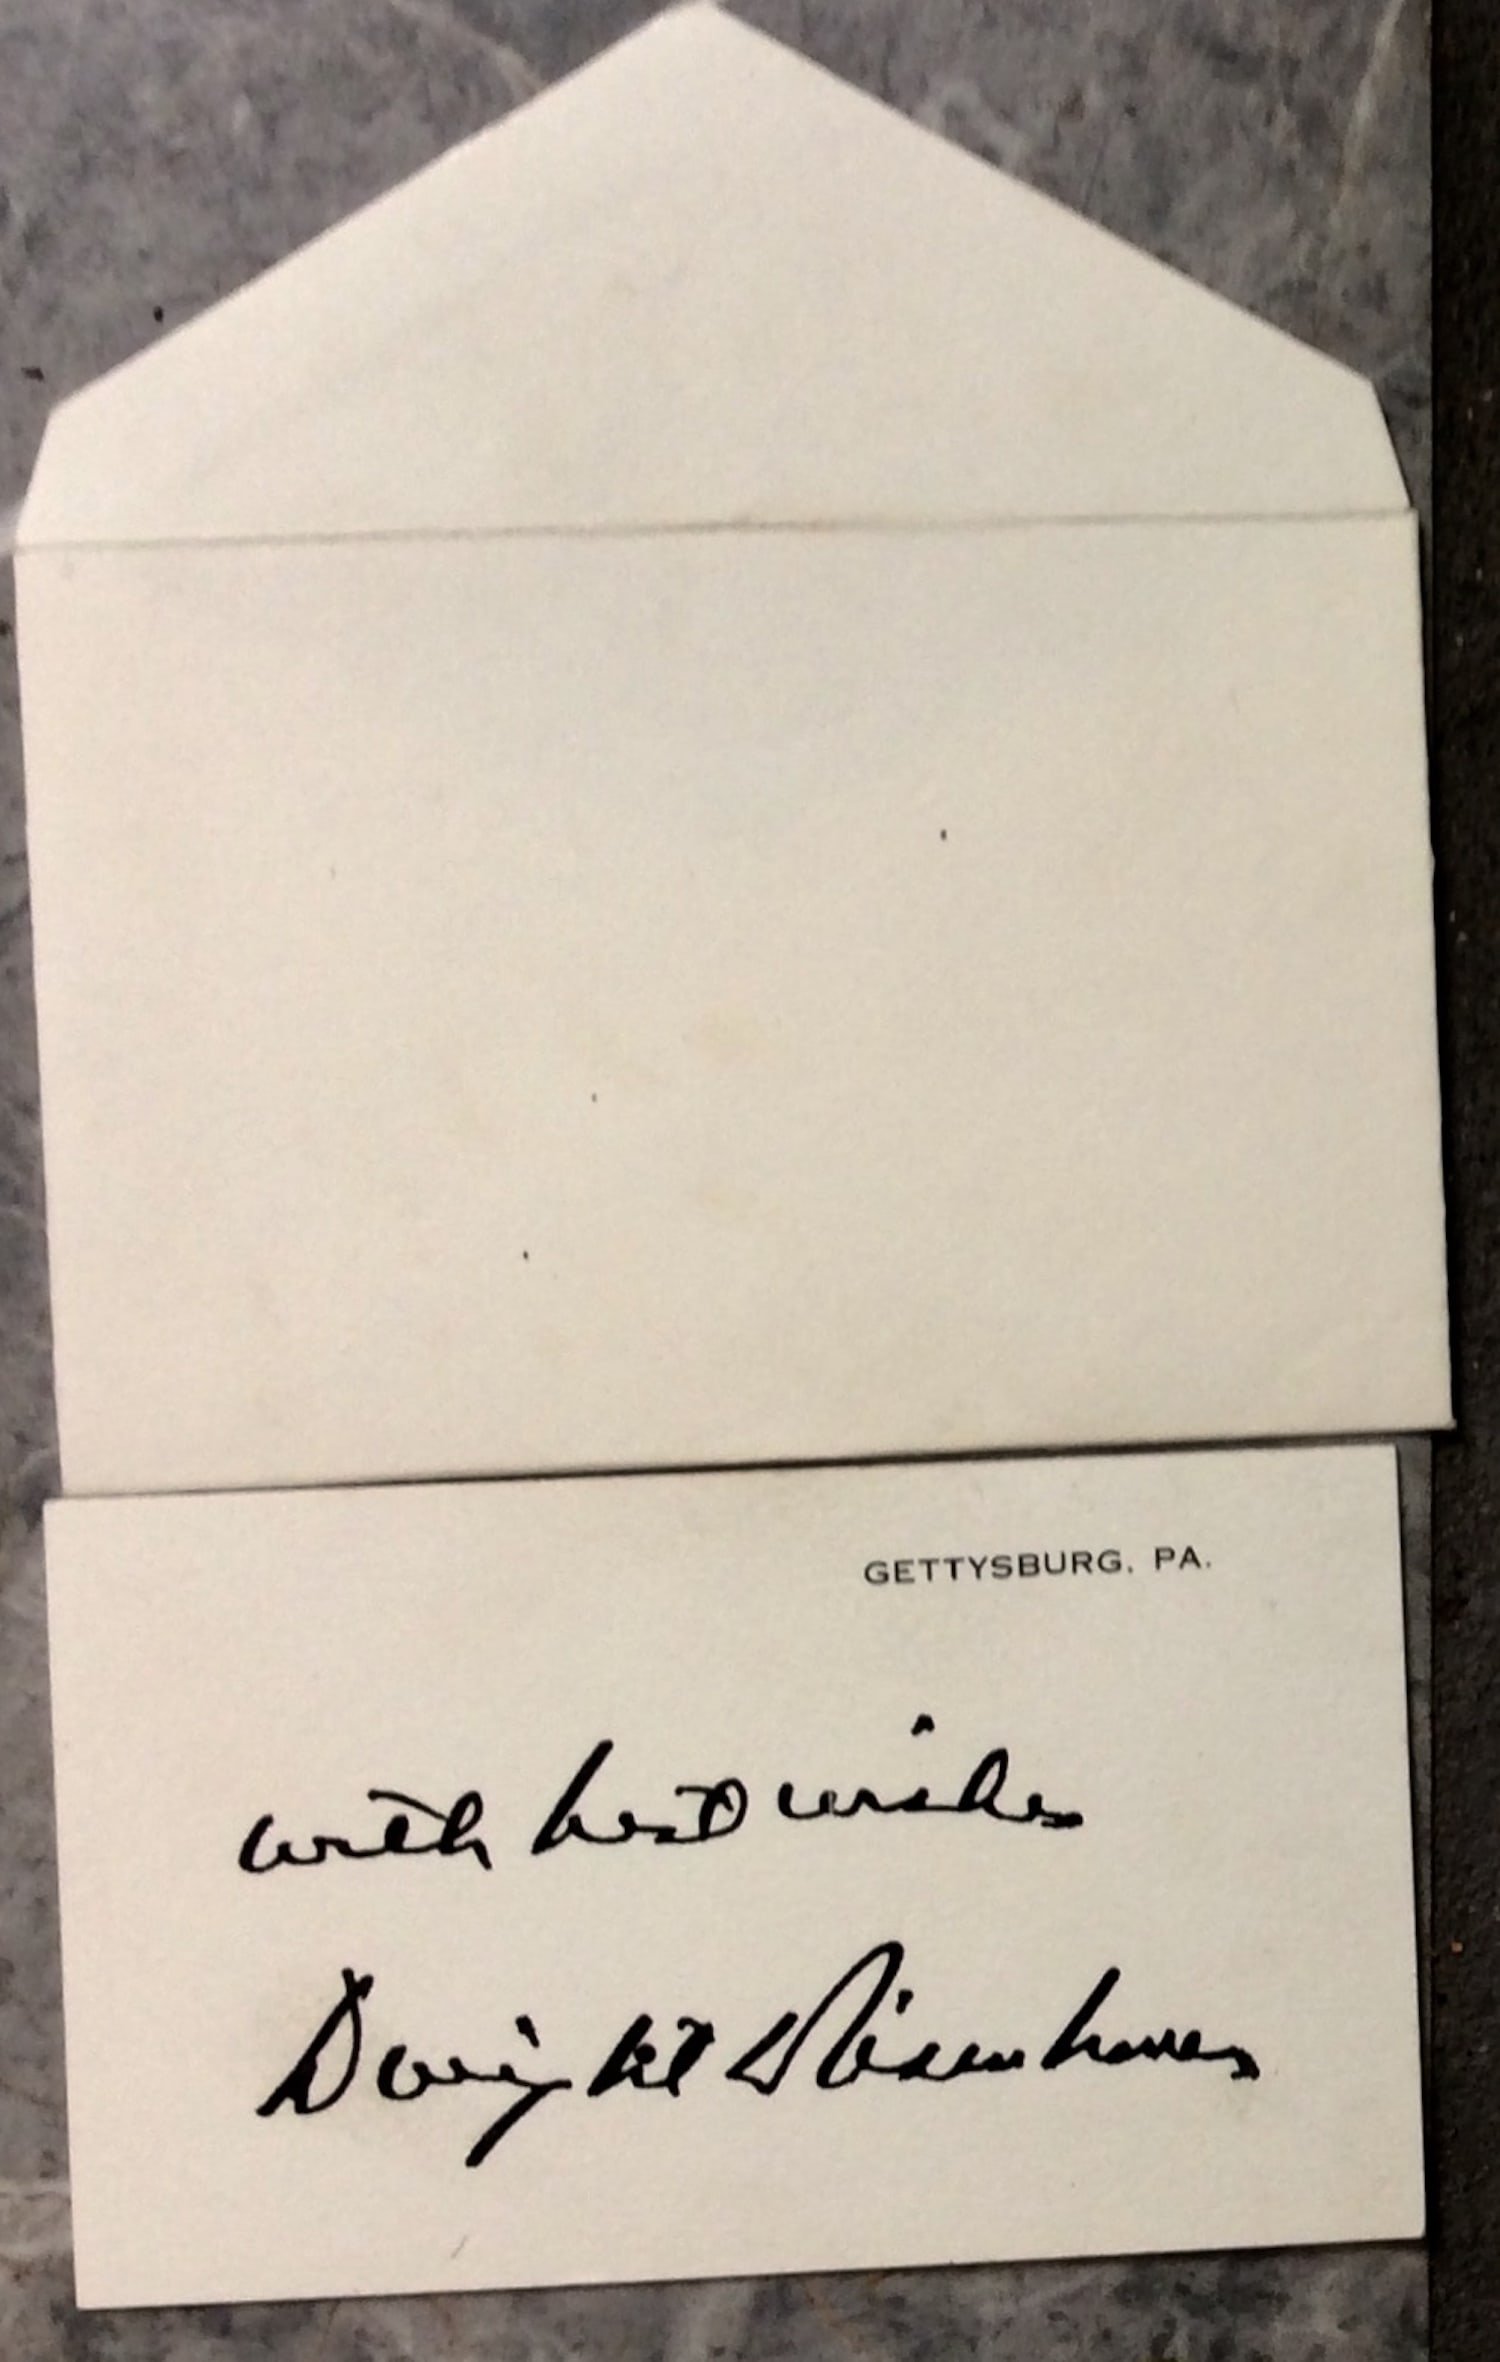 GETTYSBURG, PA.
with best wishes
Dwight D Eisenhower